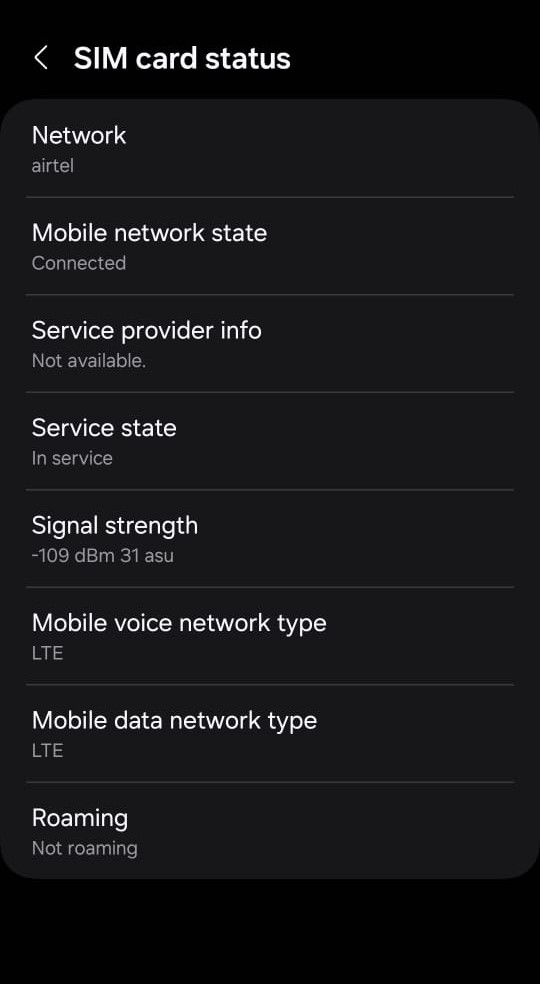 SIM card status
Network
airtel
Mobile network state
Connected
Service provider info
Not available.
Service state
In service
Signal strength
-109 dBm 31 asu
Mobile voice network type
LTE
Mobile data network type
LTE
Roaming
Not roaming